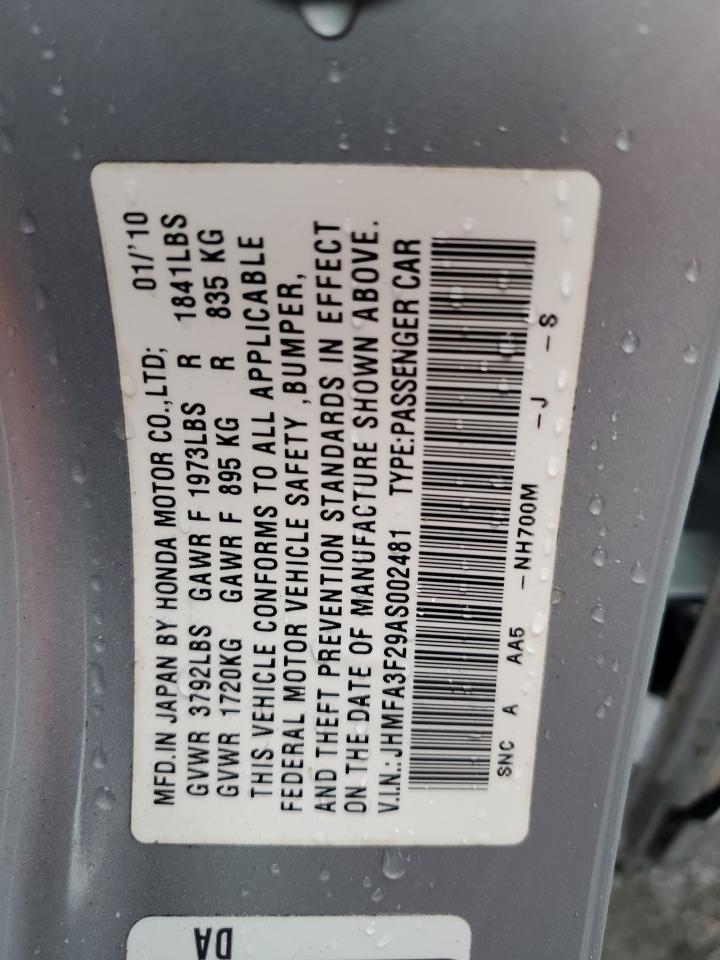 MFD.IN JAPAN BY HONDA MOTOR CO.,LTD; 01/'10
GVWR 3792LBS GAWR F 1973LBS R 1841LBS
GVWR 1720KG GAWR F 895 KG R 835 KG
THIS VEHICLE CONFORMS TO ALL APPLICABLE
FEDERAL MOTOR VEHICLE SAFETY ,BUMPER,
AND THEFT PREVENTION STANDARDS IN EFFECT
ON THE DATE OF MANUFACTURE SHOWN ABOVE.
V.I.N.: JHMFA3F29AS002481 TYPE:PASSENGER CAR
SNC A AA5 -NH700M -J -S
DA